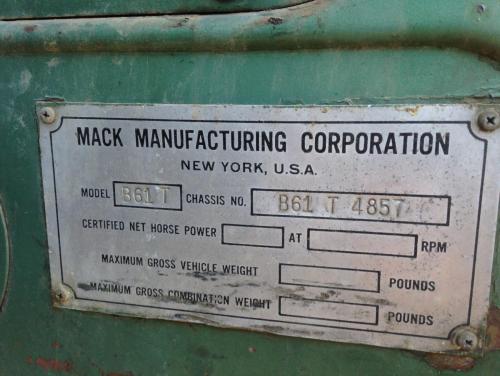 MACK MANUFACTURING CORPORATION
NEW YORK, U.S.A.
MODEL B61 T CHASSIS NO. B61 T 4857
CERTIFIED NET HORSE POWER AT RPM
MAXIMUM GROSS VEHICLE WEIGHT POUNDS
MAXIMUM GROSS COMBINATION WEIGHT POUNDS